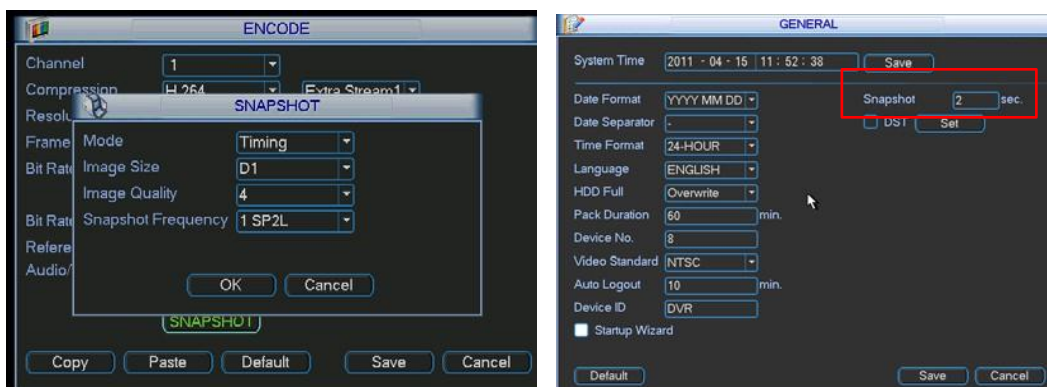 ENCODE
Channel 1
Compression H.264 Extra Stream1
Resolu
SNAPSHOT
Frame
Mode Timing
Bit Rate
Image Size D1
Image Quality 4
Bit Rate
Snapshot Frequency 1 SP2L
Refere
Audio/
OK Cancel
SNAPSHOT
Copy Paste Default Save Cancel
GENERAL
System Time 2011 - 04 - 15 11 : 52 : 38 Save
Date Format YYYY MM DD Snapshot 2 sec.
Date Separator - DST Set
Time Format 24-HOUR
Language ENGLISH
HDD Full Overwrite
Pack Duration 60 min.
Device No. 8
Video Standard NTSC
Auto Logout 10 min.
Device ID DVR
Startup Wizard
Default Save Cancel